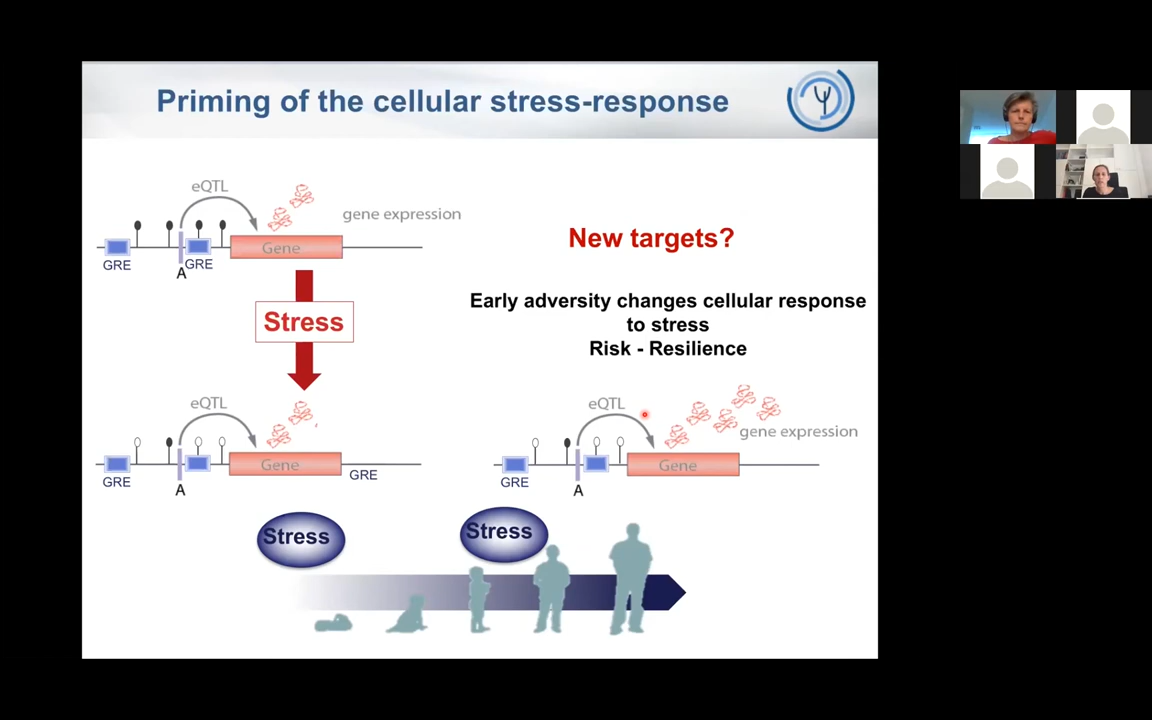 Priming of the cellular stress-response
eQTL
gene expression
Gene
GRE
GRE
A
New targets?
Early adversity changes cellular response
to stress
Risk - Resilience
Stress
eQTL
Gene
GRE
GRE
A
eQTL
gene expression
Gene
GRE
A
Stress
Stress